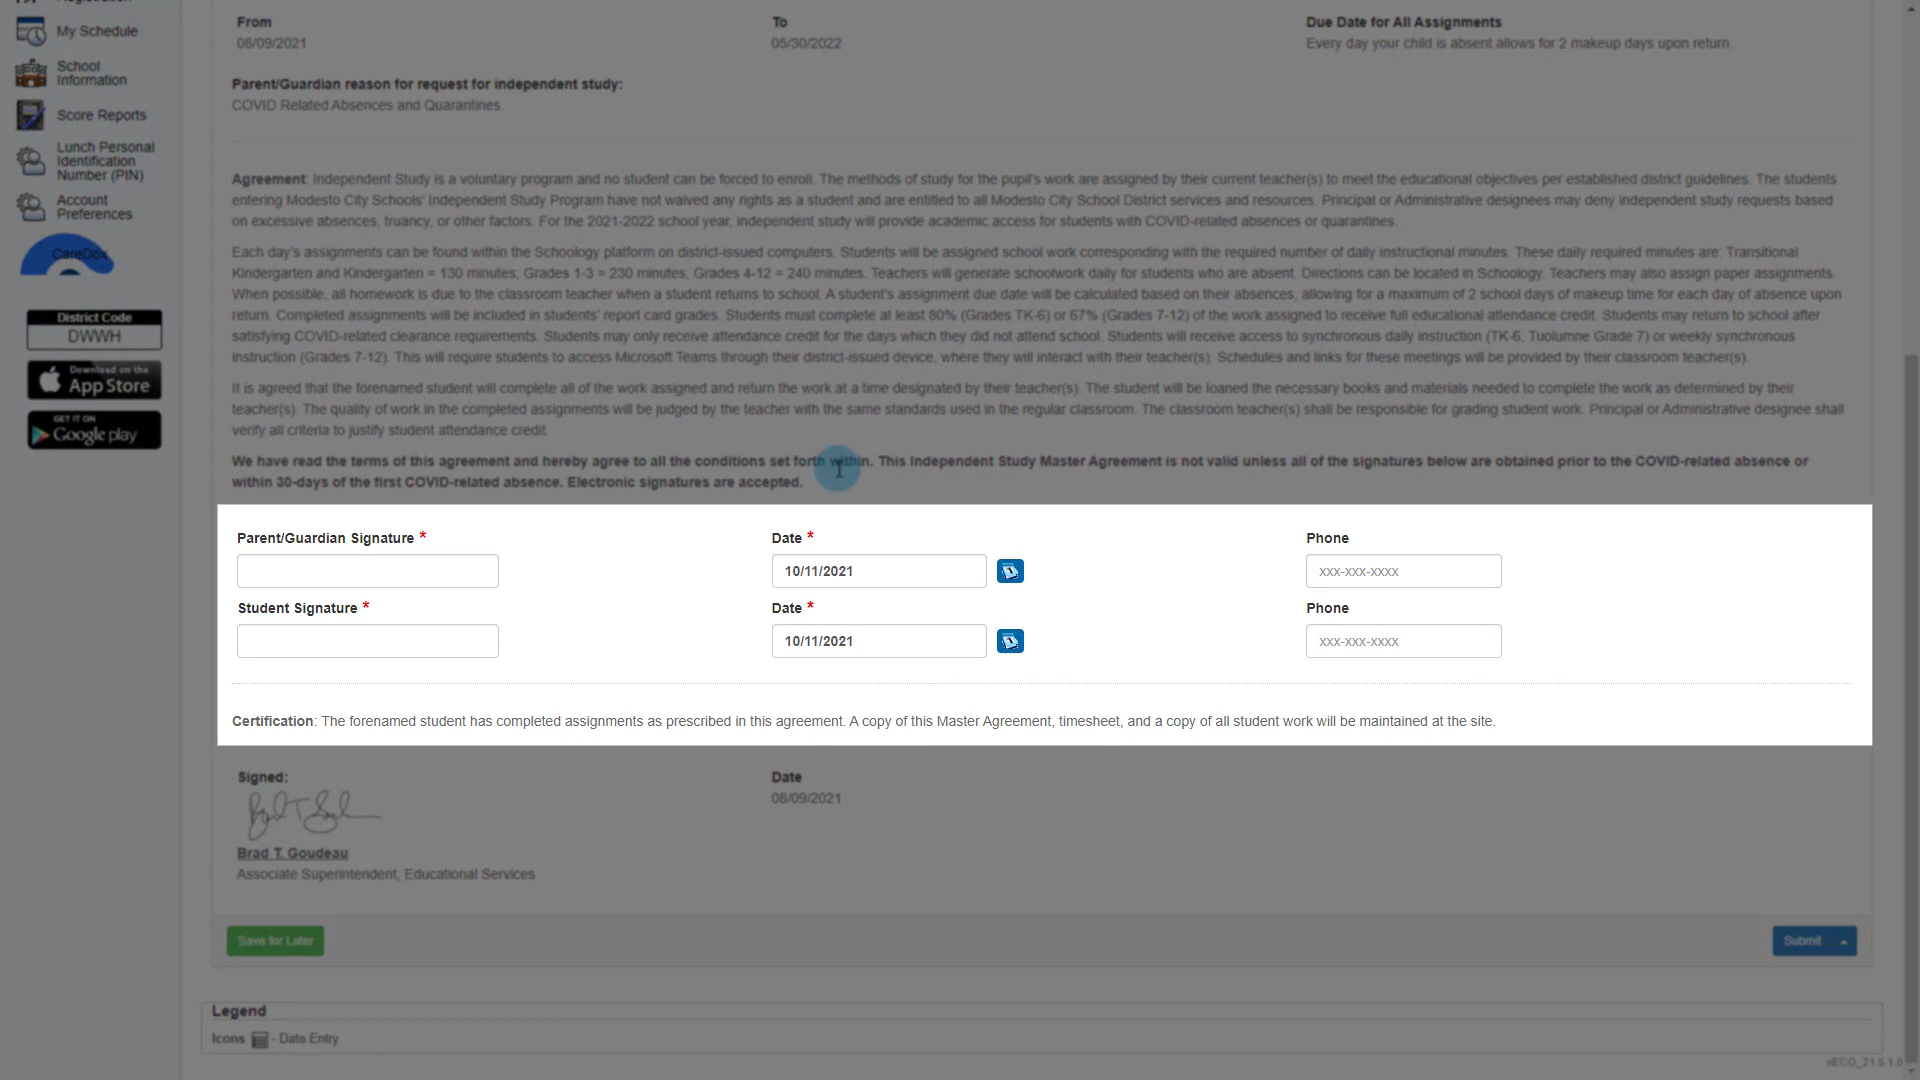 Registration
My Schedule
School
Information
Score Reports
Lunch Personal
Identification
Number (PIN)
Account
Preferences
CareDox
District Code
DWWH
Download on the
App Store
GET IT ON
Google play
From
08/09/2021
To
05/30/2022
Due Date for All Assignments
Every day your child is absent allows for 2 makeup days upon return.
Parent/Guardian reason for request for independent study:
COVID Related Absences and Quarantines.
Agreement: Independent Study is a voluntary program and no student can be forced to enroll. The methods of study for the pupil's work are assigned by their current teacher(s) to meet the educational objectives per established district guidelines. The students
entering Modesto City Schools' Independent Study Program have not waived any rights as a student and are entitled to all Modesto City School District services and resources. Principal or Administrative designees may deny independent study requests based
on excessive absences, truancy, or other factors. For the 2021-2022 school year, independent study will provide academic access for students with COVID-related absences or quarantines.
Each day's assignments can be found within the Schoology platform on district-issued computers. Students will be assigned school work corresponding with the required number of daily instructional minutes. These daily required minutes are: Transitional
Kindergarten and Kindergarten = 130 minutes; Grades 1-3 = 230 minutes, Grades 4-12 = 240 minutes. Teachers will generate schoolwork daily for students who are absent. Directions can be located in Schoology. Teachers may also assign paper assignments.
When possible, all homework is due to the classroom teacher when a student returns to school. A student's assignment due date will be calculated based on their absences, allowing for a maximum of 2 school days of makeup time for each day of absence upon
return. Completed assignments will be included in students' report card grades. Students must complete at least 80% (Grades TK-6) or 67% (Grades 7-12) of the work assigned to receive full educational attendance credit. Students may return to school after
satisfying COVID-related clearance requirements. Students may only receive attendance credit for the days which they did not attend school. Students will receive access to synchronous daily instruction (TK-6, Tuolumne Grade 7) or weekly synchronous
instruction (Grades 7-12). This will require students to access Microsoft Teams through their district-issued device, where they will interact with their teacher(s). Schedules and links for these meetings will be provided by their classroom teacher(s).
It is agreed that the forenamed student will complete all of the work assigned and return the work at a time designated by their teacher(s). The student will be loaned the necessary books and materials needed to complete the work as determined by their
teacher(s). The quality of work in the completed assignments will be judged by the teacher with the same standards used in the regular classroom. The classroom teacher(s) shall be responsible for grading student work. Principal or Administrative designee shall
verify all criteria to justify student attendance credit.
We have read the terms of this agreement and hereby agree to all the conditions set forth within. This Independent Study Master Agreement is not valid unless all of the signatures below are obtained prior to the COVID-related absence or
within 30-days of the first COVID-related absence. Electronic signatures are accepted.
Parent/Guardian Signature *
Date *
Phone
10/11/2021
xxx-xxx-xxxx
Student Signature *
Date *
Phone
10/11/2021
xxx-xxx-xxxx
Certification: The forenamed student has completed assignments as prescribed in this agreement. A copy of this Master Agreement, timesheet, and a copy of all student work will be maintained at the site.
Signed:
Date
08/09/2021
Brad T. Goudeau
Associate Superintendent, Educational Services
Save for Later
Submit
Legend
Icons - Date Entry